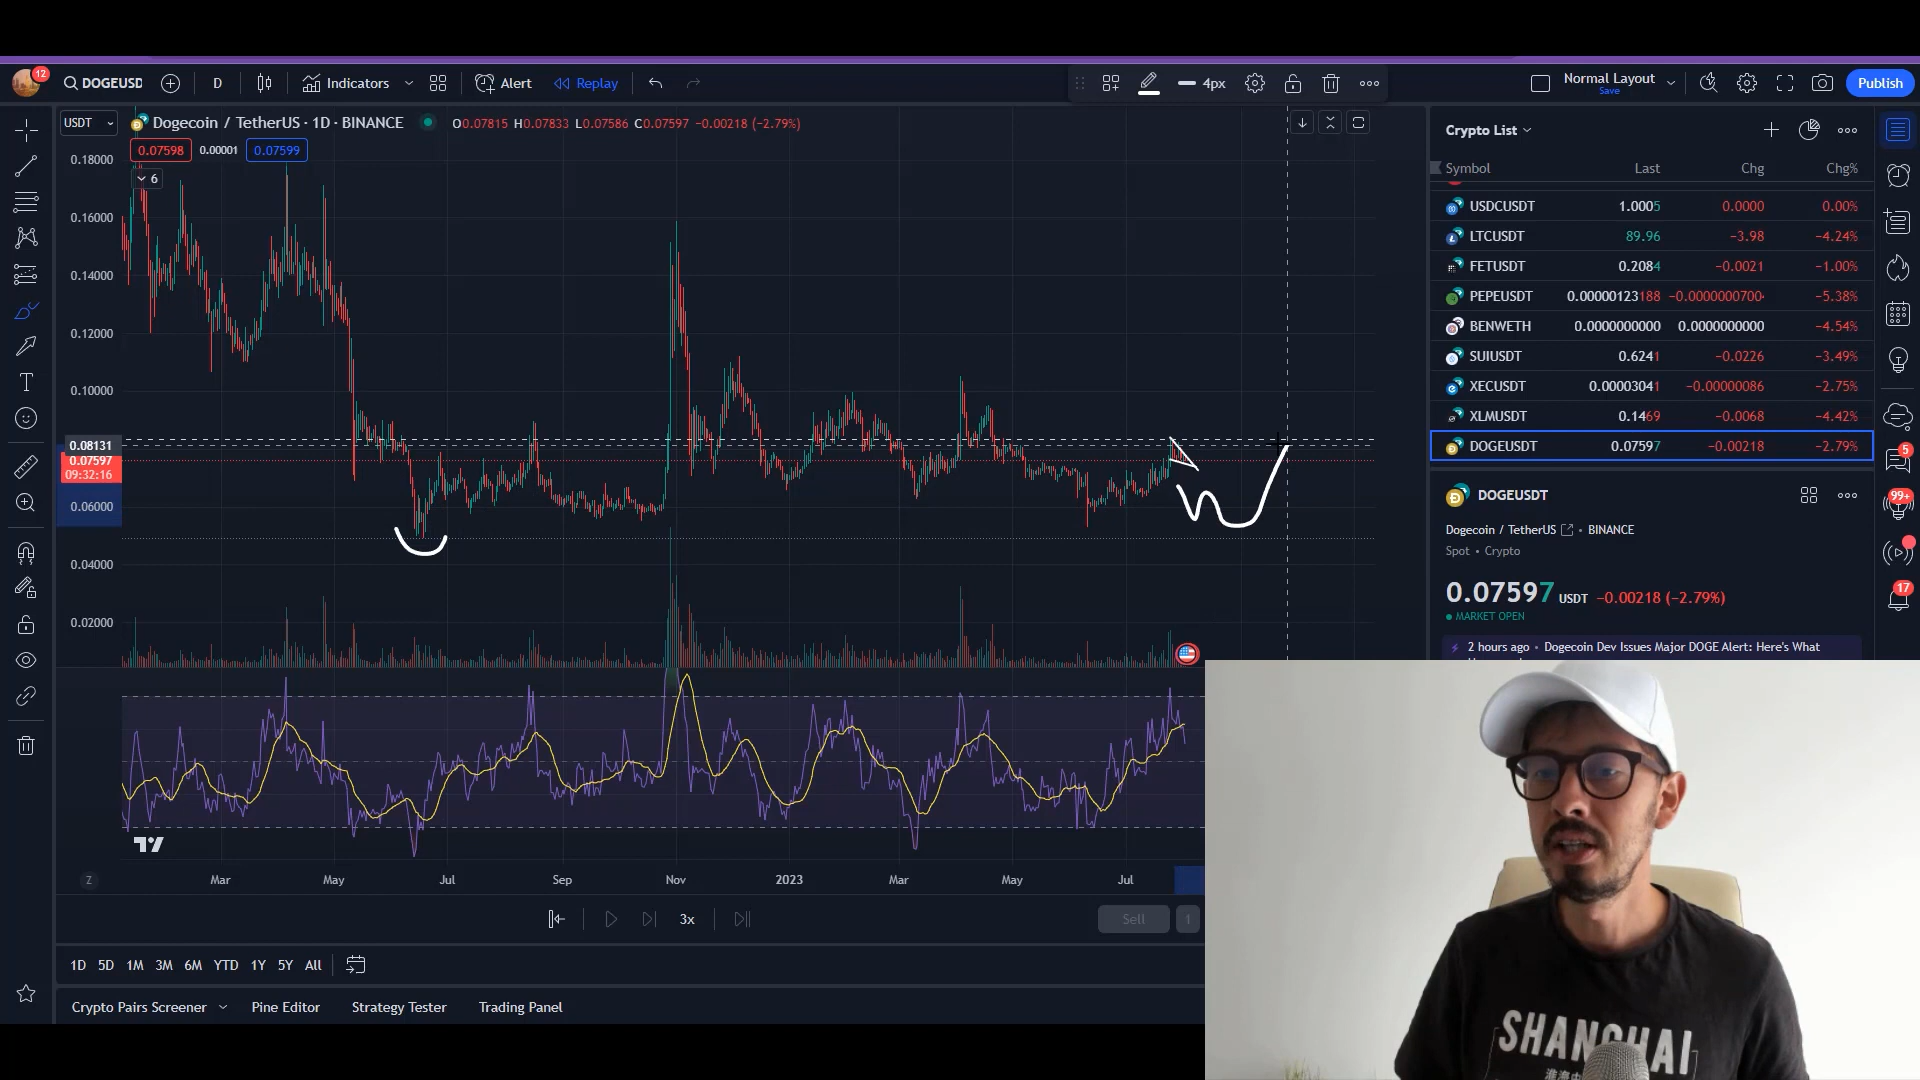 12
DOGEUSD
D
Indicators
Alert
Replay
4px
Normal Layout
Save
Publish
USDT
Dogecoin / TetherUS · 1D · BINANCE
O0.07815 H0.07833 L0.07586 C0.07597 −0.00218 (−2.79%)
0.07598 0.00001 0.07599
6
0.18000
0.16000
0.14000
0.12000
0.10000
0.08131
0.07597
09:32:16
0.06000
0.04000
0.02000
Crypto List
Symbol Last Chg Chg%
USDCUSDT 1.0005 0.0000 0.00%
LTCUSDT 89.96 −3.98 −4.24%
FETUSDT 0.2084 −0.0021 −1.00%
PEPEUSDT 0.00000123188 −0.0000000700 −5.38%
BENWETH 0.0000000000 0.0000000000 −4.54%
SUIUSDT 0.6241 −0.0226 −3.49%
XECUSDT 0.00003041 −0.00000086 −2.75%
XLMUSDT 0.1469 −0.0068 −4.42%
DOGEUSDT 0.07597 −0.00218 −2.79%
DOGEUSDT
Dogecoin / TetherUS • BINANCE
Spot • Crypto
0.07597 USDT −0.00218 (−2.79%)
MARKET OPEN
2 hours ago • Dogecoin Dev Issues Major DOGE Alert: Here's What
5
99+
17
Z
Mar May Jul Sep Nov 2023 Mar May Jul
3x
Sell 1
1D 5D 1M 3M 6M YTD 1Y 5Y All
Crypto Pairs Screener Pine Editor Strategy Tester Trading Panel
SHANGHAI